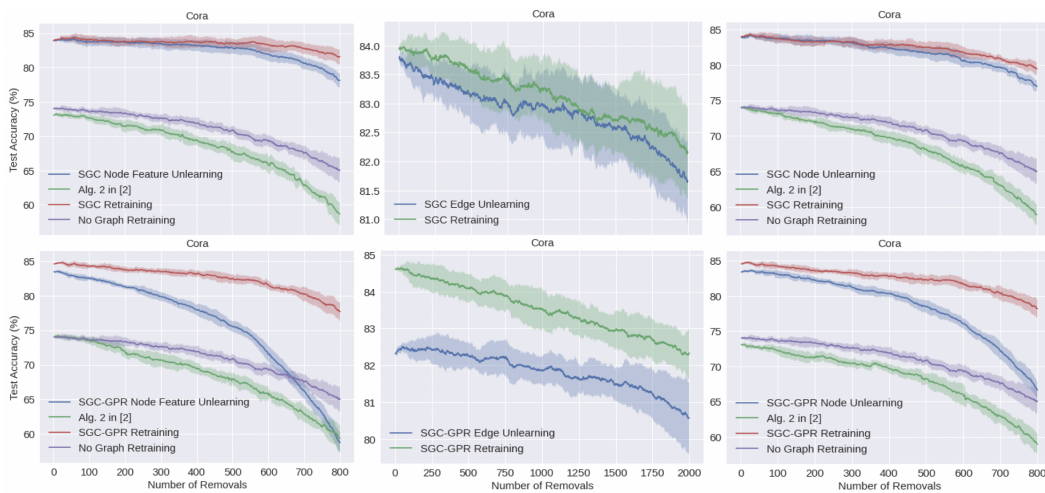 Cora
85
80
75
70
65
60
Test Accuracy (%)
SGC Node Feature Unlearning
Alg. 2 in [2]
SGC Retraining
No Graph Retraining
Cora
84.0
83.5
83.0
82.5
82.0
81.5
81.0
SGC Edge Unlearning
SGC Retraining
Cora
85
80
75
70
65
60
SGC Node Unlearning
Alg. 2 in [2]
SGC Retraining
No Graph Retraining
Cora
85
80
75
70
65
60
Test Accuracy (%)
SGC-GPR Node Feature Unlearning
Alg. 2 in [2]
SGC-GPR Retraining
No Graph Retraining
0 100 200 300 400 500 600 700 800
Number of Removals
Cora
85
84
83
82
81
80
SGC-GPR Edge Unlearning
SGC-GPR Retraining
0 250 500 750 1000 1250 1500 1750 2000
Number of Removals
Cora
85
80
75
70
65
60
SGC-GPR Node Unlearning
Alg. 2 in [2]
SGC-GPR Retraining
No Graph Retraining
0 100 200 300 400 500 600 700 800
Number of Removals